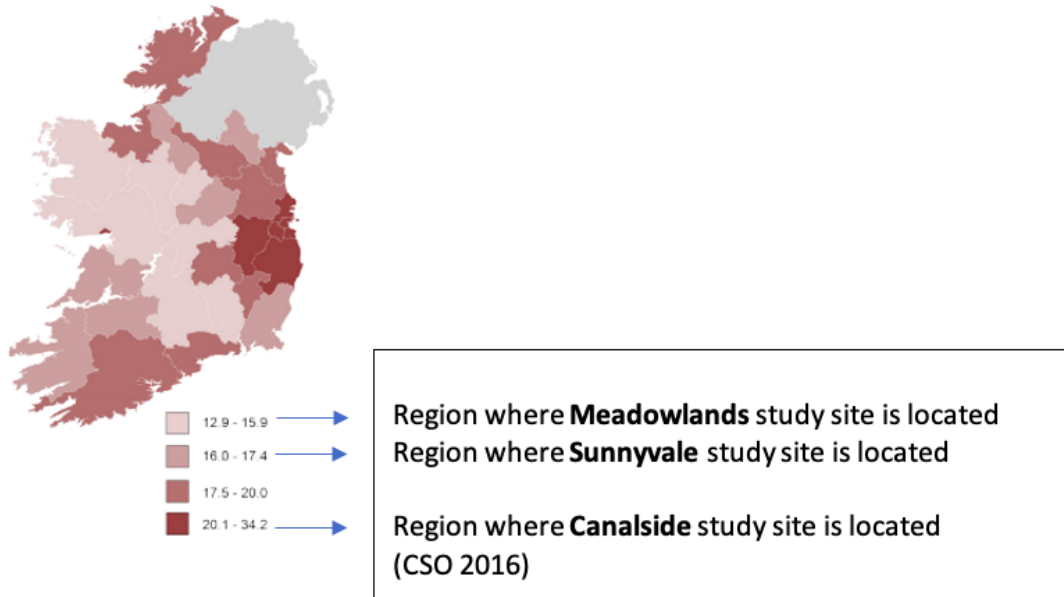 12.9 - 15.9
Region where Meadowlands study site is located
16.0 - 17.4
Region where Sunnyvale study site is located
17.5 - 20.0
20.1 - 34.2
Region where Canalside study site is located
(CSO 2016)